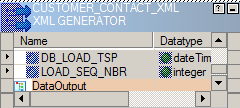 CUSTOMER_CONTACT_XML
XML GENERATOR
Name Datatype
DB_LOAD_TSP dateTim
LOAD_SEQ_NBR integer
DataOutput